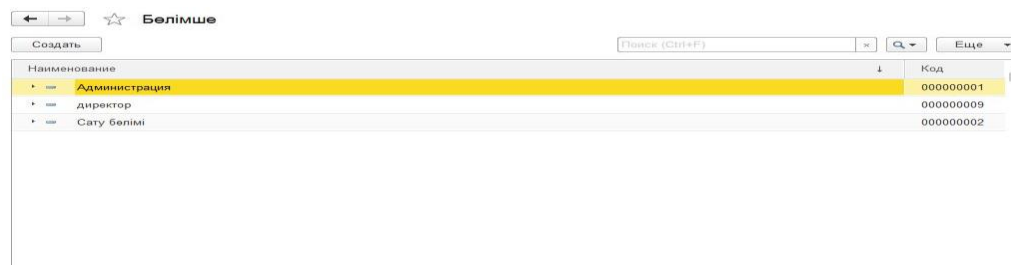 Бөлімше
Создать Поиск (Ctrl+F) × Еще
Наименование ↓ Код
Администрация 000000001
директор 000000009
Сату бөлімі 000000002